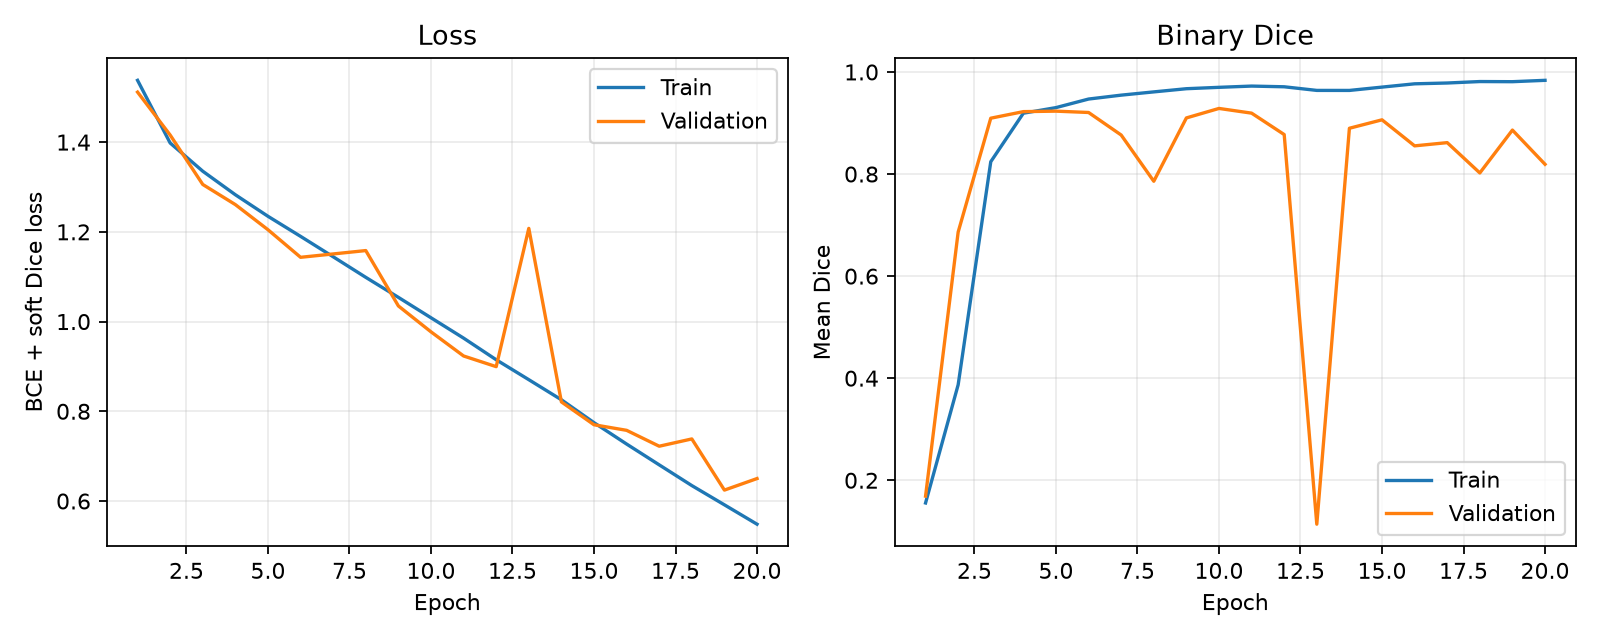 Loss
BCE + soft Dice loss
1.4
1.2
1.0
0.8
0.6
Train
Validation
2.5 5.0 7.5 10.0 12.5 15.0 17.5 20.0
Epoch
Binary Dice
Mean Dice
1.0
0.8
0.6
0.4
0.2
Train
Validation
2.5 5.0 7.5 10.0 12.5 15.0 17.5 20.0
Epoch